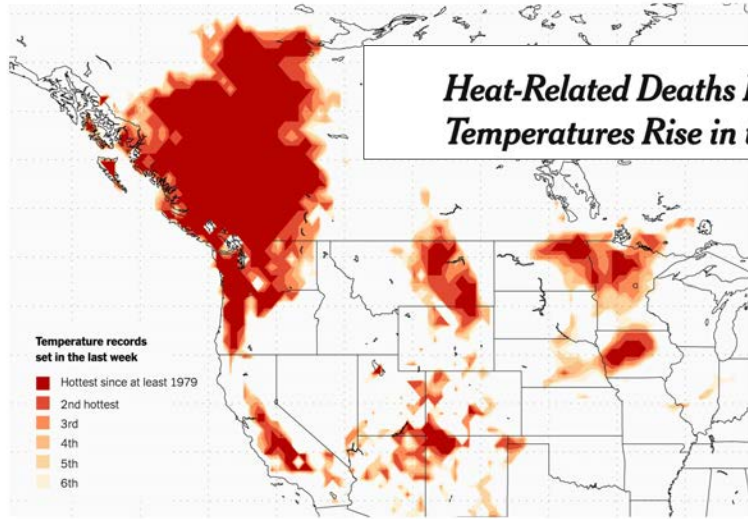 Heat-Related Deaths
Temperatures Rise in
Temperature records
set in the last week
Hottest since at least 1979
2nd hottest
3rd
4th
5th
6th